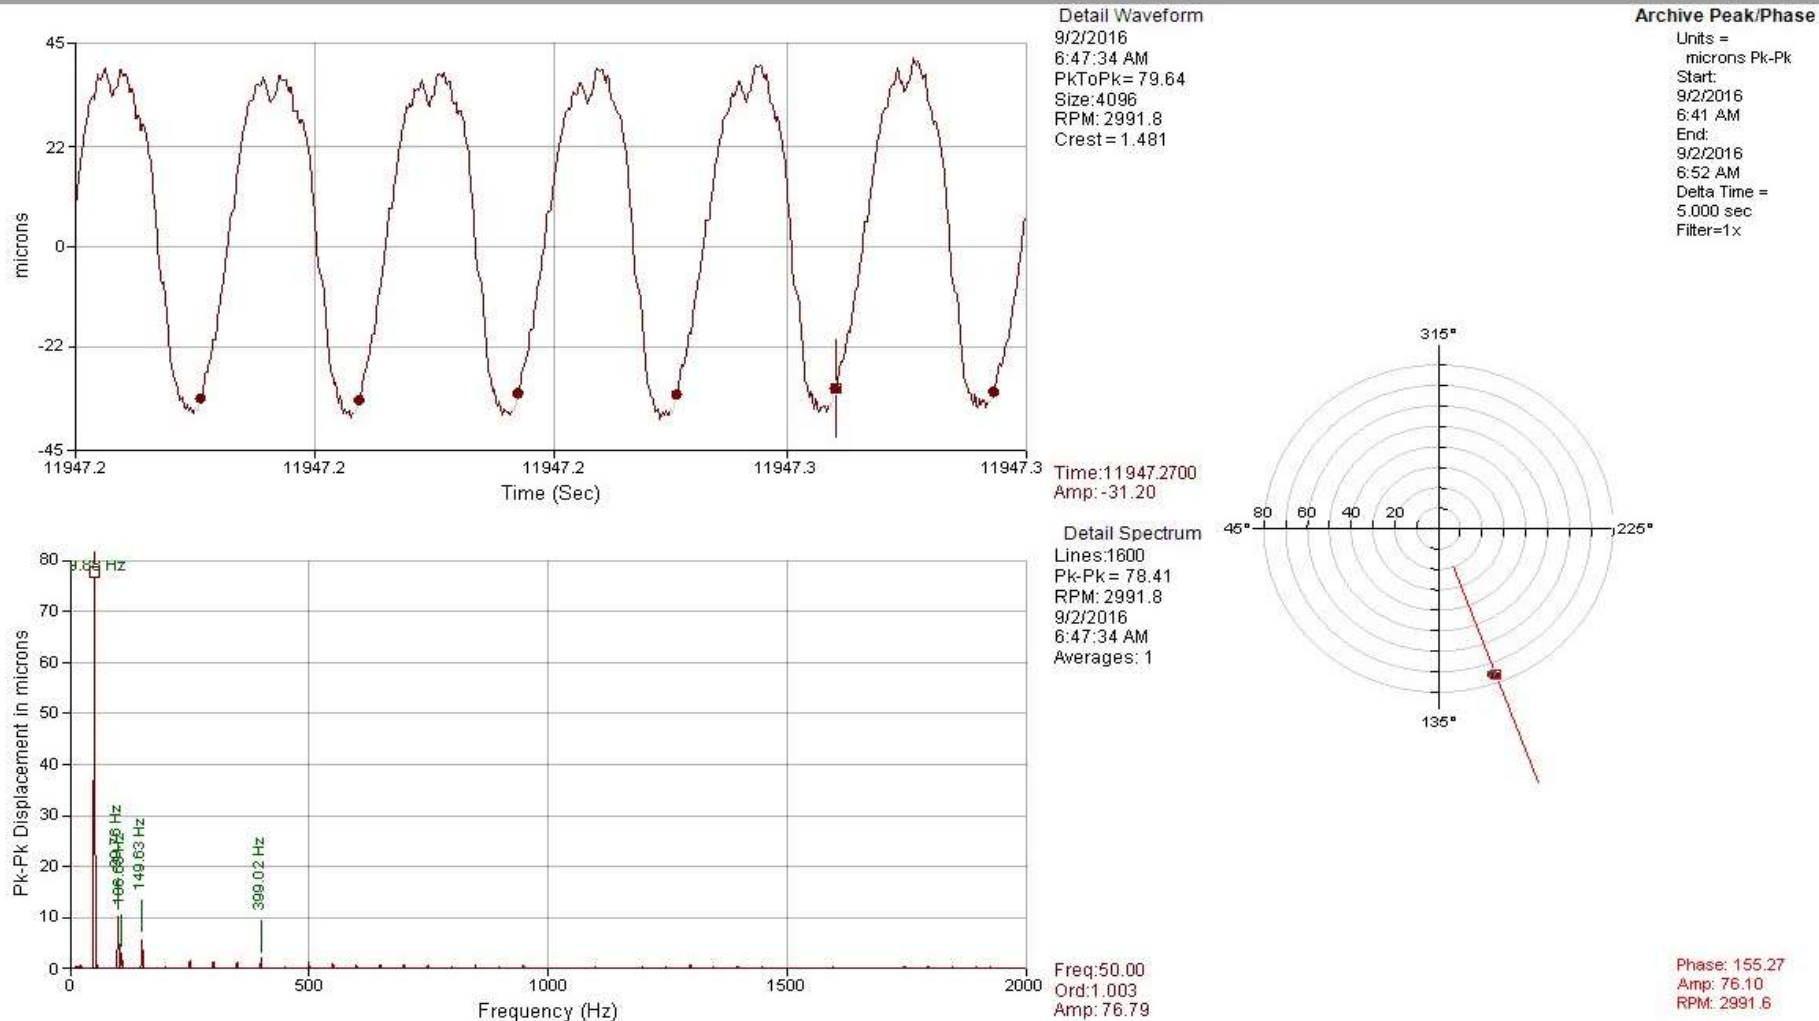 Detail Waveform
9/2/2016
6:47:34 AM
PkToPk= 79.64
Size:4096
RPM: 2991.8
Crest = 1.481
Archive Peak/Phase
Units =
microns Pk-Pk
Start:
9/2/2016
6:41 AM
End:
9/2/2016
6:52 AM
Delta Time =
5.000 sec
Filter=1x
45
22
0
-22
-45
microns
11947.2
11947.2
11947.2
11947.3
11947.3
Time (Sec)
Time:11947.2700
Amp: -31.20
Detail Spectrum
Lines:1600
Pk-Pk = 78.41
RPM: 2991.8
9/2/2016
6:47:34 AM
Averages: 1
315°
80 60 40 20
45°
225°
135°
80
70
60
50
40
30
20
10
0
Pk-Pk Displacement in microns
149.63 Hz
399.02 Hz
0
500
1000
1500
2000
Frequency (Hz)
Freq:50.00
Ord:1.003
Amp: 76.79
Phase: 155.27
Amp: 76.10
RPM: 2991.6